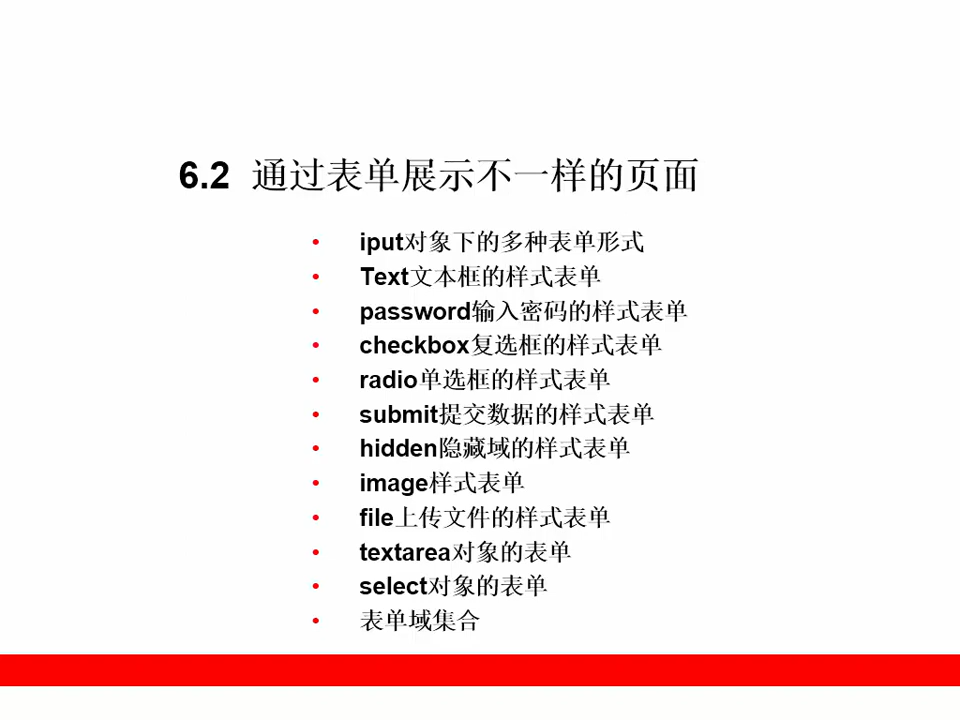 6.2 通过表单展示不一样的页面
• iput对象下的多种表单形式
• Text文本框的样式表单
• password输入密码的样式表单
• checkbox复选框的样式表单
• radio单选框的样式表单
• submit提交数据的样式表单
• hidden隐藏域的样式表单
• image样式表单
• file上传文件的样式表单
• textarea对象的表单
• select对象的表单
• 表单域集合